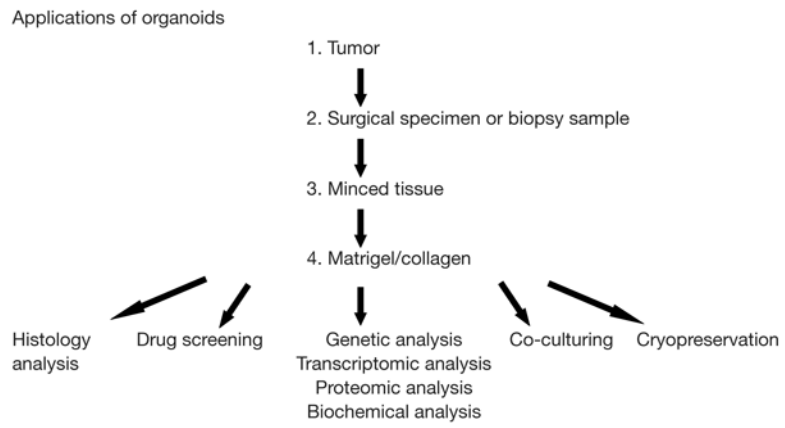 Applications of organoids
1. Tumor
2. Surgical specimen or biopsy sample
3. Minced tissue
4. Matrigel/collagen
Histology
analysis
Drug screening
Genetic analysis
Transcriptomic analysis
Proteomic analysis
Biochemical analysis
Co-culturing
Cryopreservation